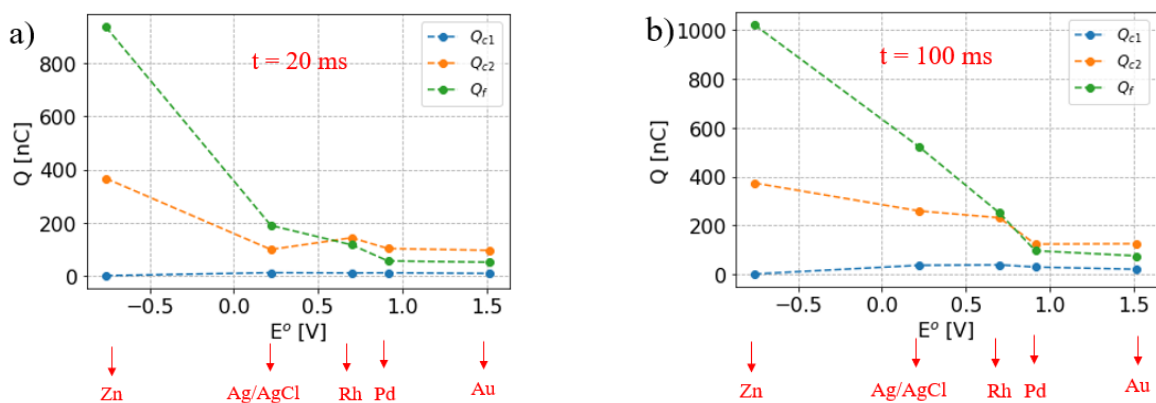 a)
t = 20 ms
Q_c1
Q_c2
Q_f
800
600
400
200
0
Q [nC]
−0.5 0.0 0.5 1.0 1.5
E° [V]
Zn Ag/AgCl Rh Pd Au
b)
t = 100 ms
Q_c1
Q_c2
Q_f
1000
800
600
400
200
0
Q [nC]
−0.5 0.0 0.5 1.0 1.5
E° [V]
Zn Ag/AgCl Rh Pd Au